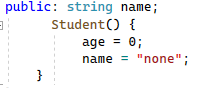 public: string name;
Student() {
age = 0;
name = "none";
}